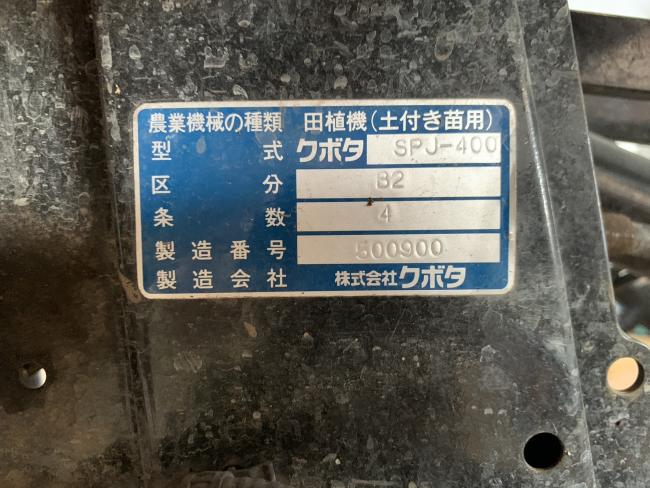 農業機械の種類 田植機(土付き苗用)
型式 クボタ SPJ-400
区分 B2
条数 4
製造番号 500900
製造会社 株式会社クボタ